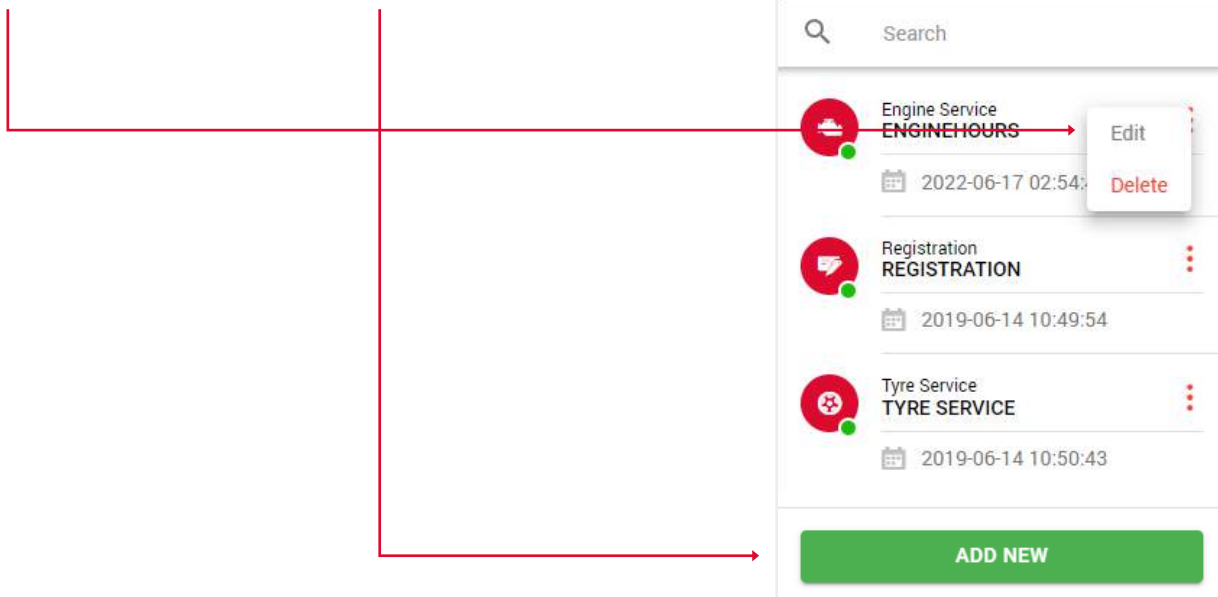 Search
Engine Service
ENGINEHOURS
Edit
2022-06-17 02:54:
Delete
Registration
REGISTRATION
2019-06-14 10:49:54
Tyre Service
TYRE SERVICE
2019-06-14 10:50:43
ADD NEW